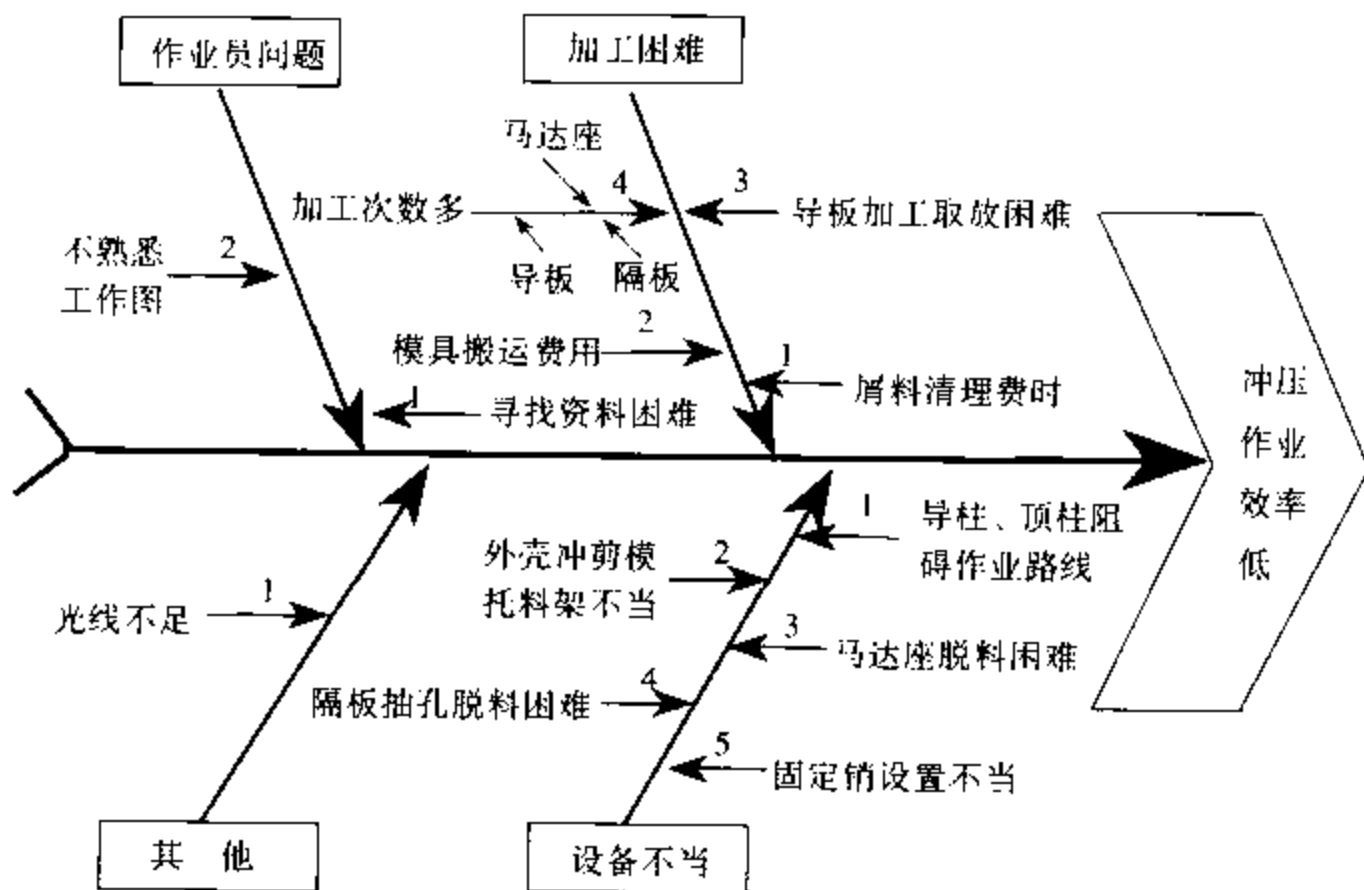 作业员问题
加工困难
马达座
加工次数多
4
3
导板加工取放困难
导板
隔板
不熟悉
工作图
2
模具搬运费用
2
1
屑料清理费时
1
寻找资料困难
冲压
作业
效率
低
1
导柱、顶柱阻
碍作业路线
外壳冲剪模
托料架不当
2
光线不足
1
3
马达座脱料困难
隔板抽孔脱料困难
4
5
固定销设置不当
其 他
设备不当